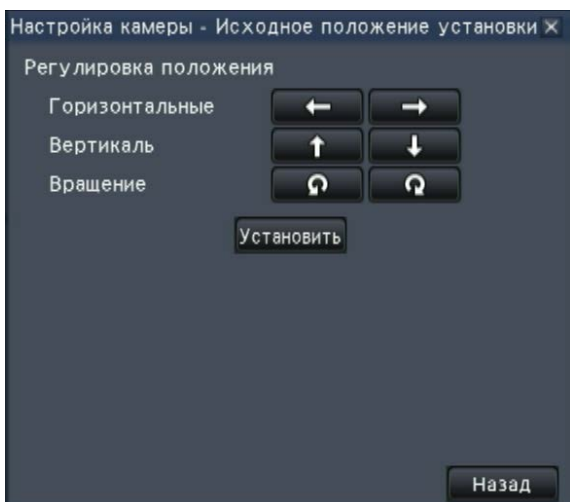 Настройка камеры - Исходное положение установки
Регулировка положения
Горизонтальные
Вертикаль
Вращение
Установить
Назад